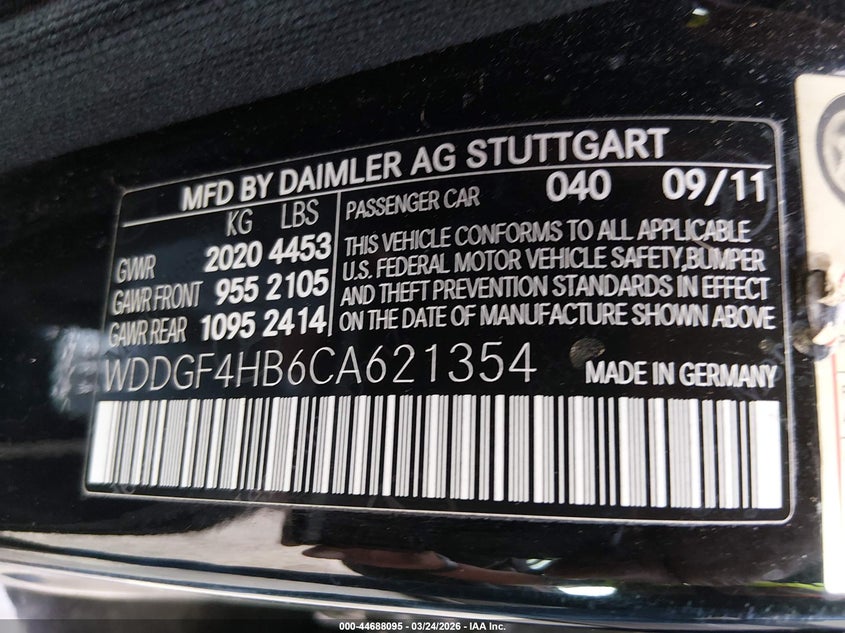 MFD BY DAIMLER AG STUTTGART
KG LBS
GVWR 2020 4453
GAWR FRONT 955 2105
GAWR REAR 1095 2414
PASSENGER CAR 040 09/11
THIS VEHICLE CONFORMS TO ALL APPLICABLE
U.S. FEDERAL MOTOR VEHICLE SAFETY,BUMPER
AND THEFT PREVENTION STANDARDS IN EFFECT
ON THE DATE OF MANUFACTURE SHOWN ABOVE
WDDGF4HB6CA621354 MADE IN GERMANY
000-44688095 - 03/24/2026 - IAA Inc.